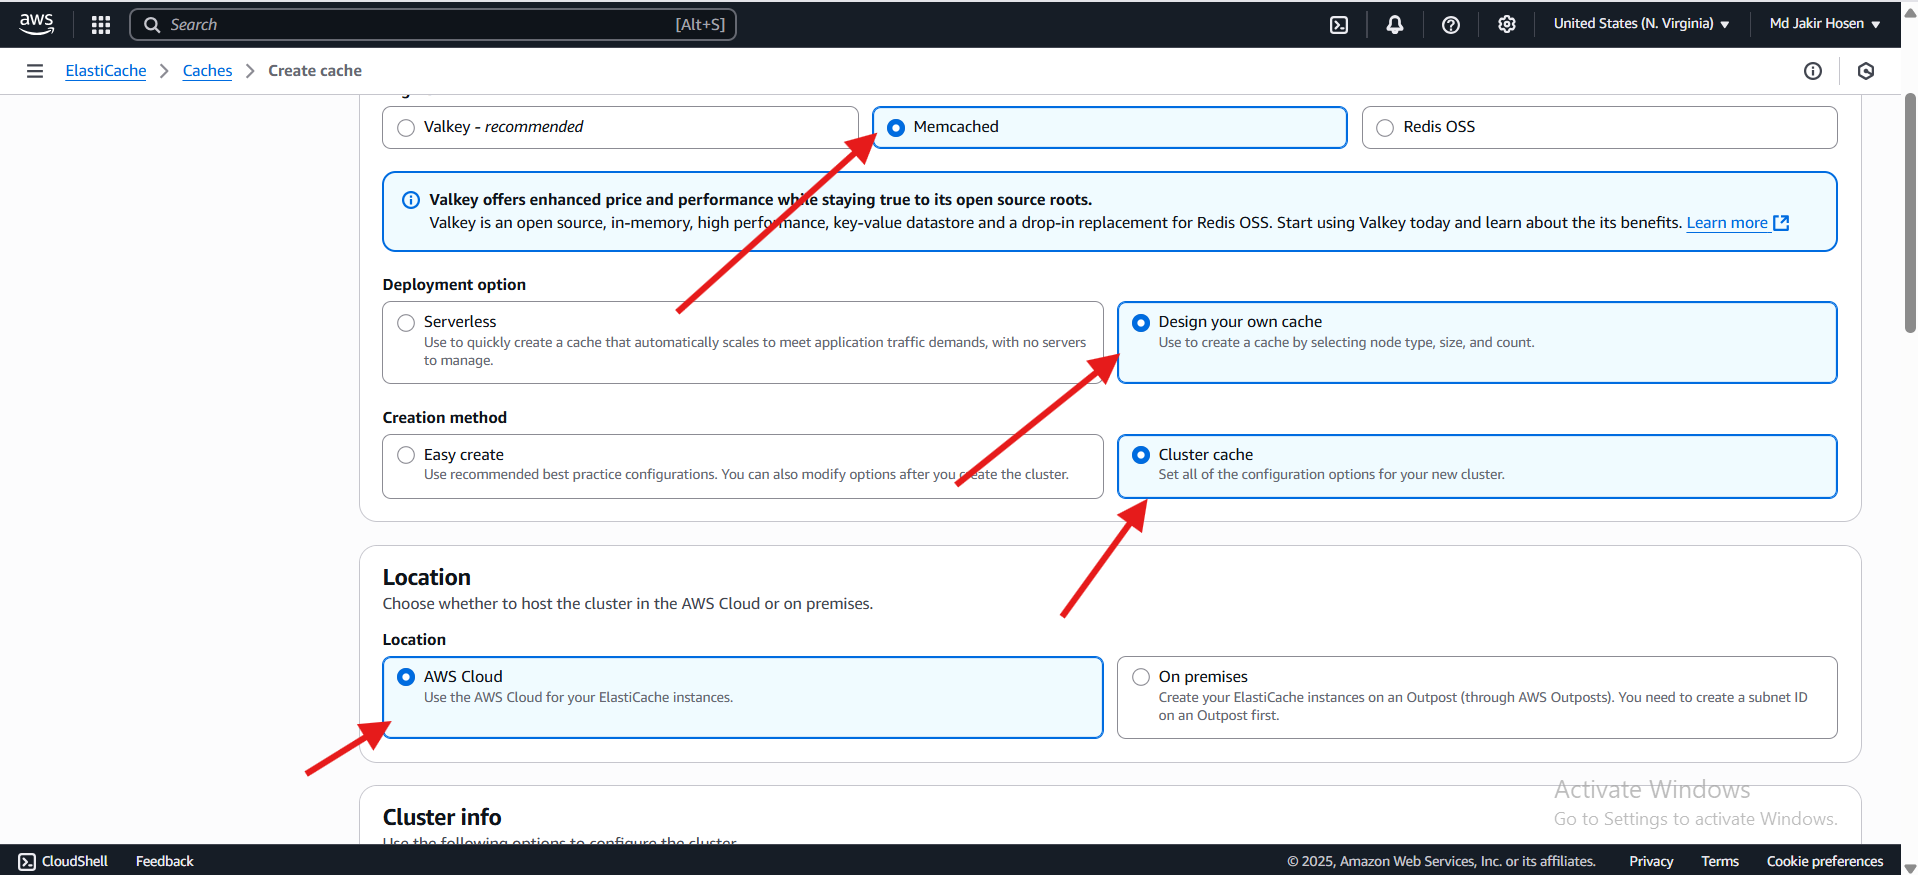 aws
Search [Alt+S]
United States (N. Virginia)
Md Jakir Hosen
ElastiCache > Caches > Create cache
Valkey - recommended
Memcached
Redis OSS
Valkey offers enhanced price and performance while staying true to its open source roots.
Valkey is an open source, in-memory, high performance, key-value datastore and a drop-in replacement for Redis OSS. Start using Valkey today and learn about the its benefits. Learn more
Deployment option
Serverless
Use to quickly create a cache that automatically scales to meet application traffic demands, with no servers
to manage.
Design your own cache
Use to create a cache by selecting node type, size, and count.
Creation method
Easy create
Use recommended best practice configurations. You can also modify options after you create the cluster.
Cluster cache
Set all of the configuration options for your new cluster.
Location
Choose whether to host the cluster in the AWS Cloud or on premises.
Location
AWS Cloud
Use the AWS Cloud for your ElastiCache instances.
On premises
Create your ElastiCache instances on an Outpost (through AWS Outposts). You need to create a subnet ID
on an Outpost first.
Cluster info
Use the following options to configure the cluster.
Activate Windows
Go to Settings to activate Windows.
CloudShell
Feedback
© 2025, Amazon Web Services, Inc. or its affiliates.
Privacy
Terms
Cookie preferences